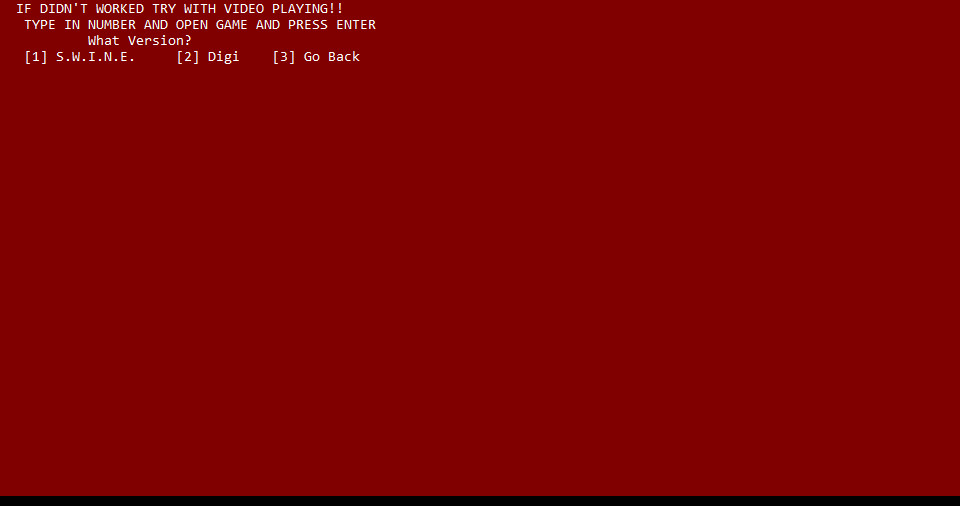 IF DIDN'T WORKED TRY WITH VIDEO PLAYING!!
TYPE IN NUMBER AND OPEN GAME AND PRESS ENTER
What Version?
[1] S.W.I.N.E. [2] Digi [3] Go Back